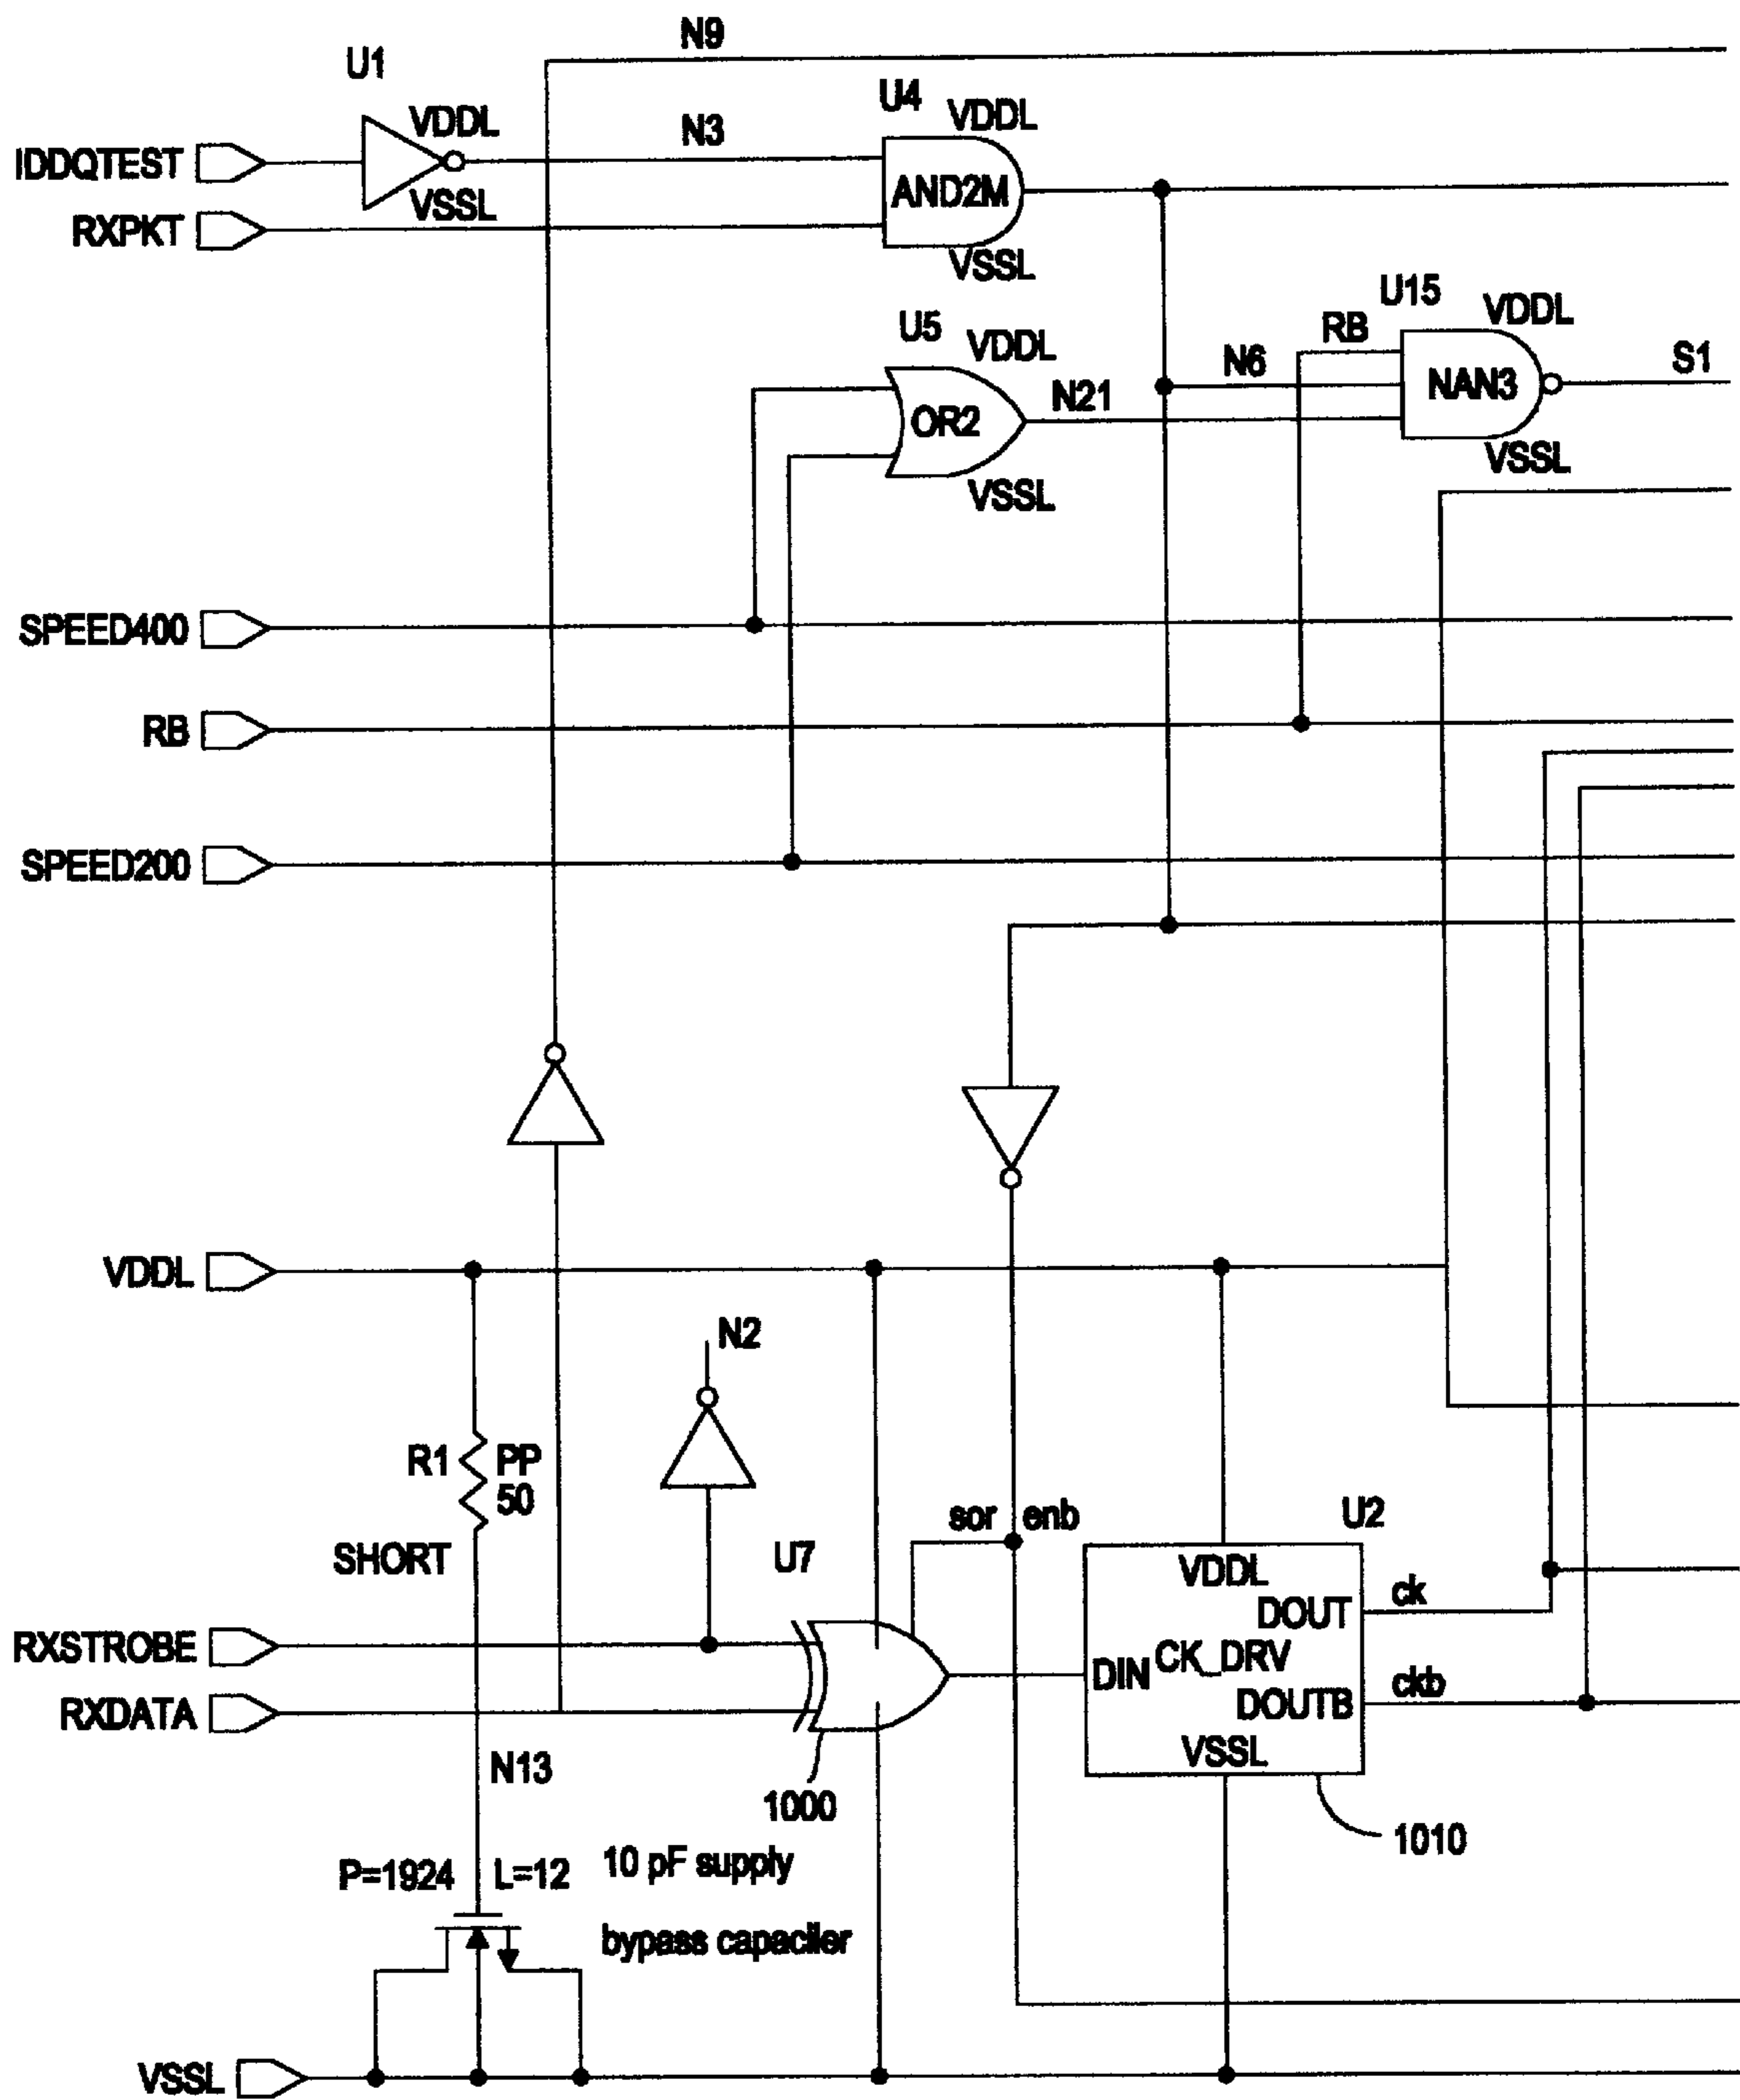 N9
U1
VDDL
U4
VDDL
N3
IDDQTEST
AND2M
VSSL
RXPKT
VSSL
U15
VDDL
U5
VDDL
RB
N6
S1
N21
NAN3
OR2
VSSL
VSSL
SPEED400
RB
SPEED200
VDDL
N2
R1 PP
50
sor enb
U2
SHORT
U7
VDDL
ck
DOUT
RXSTROBE
DIN CK_DRV
RXDATA
DOUTB
ckb
VSSL
N13
1000
1010
P=1924 L=12
10 pF supply
bypass capaciler
VSSL